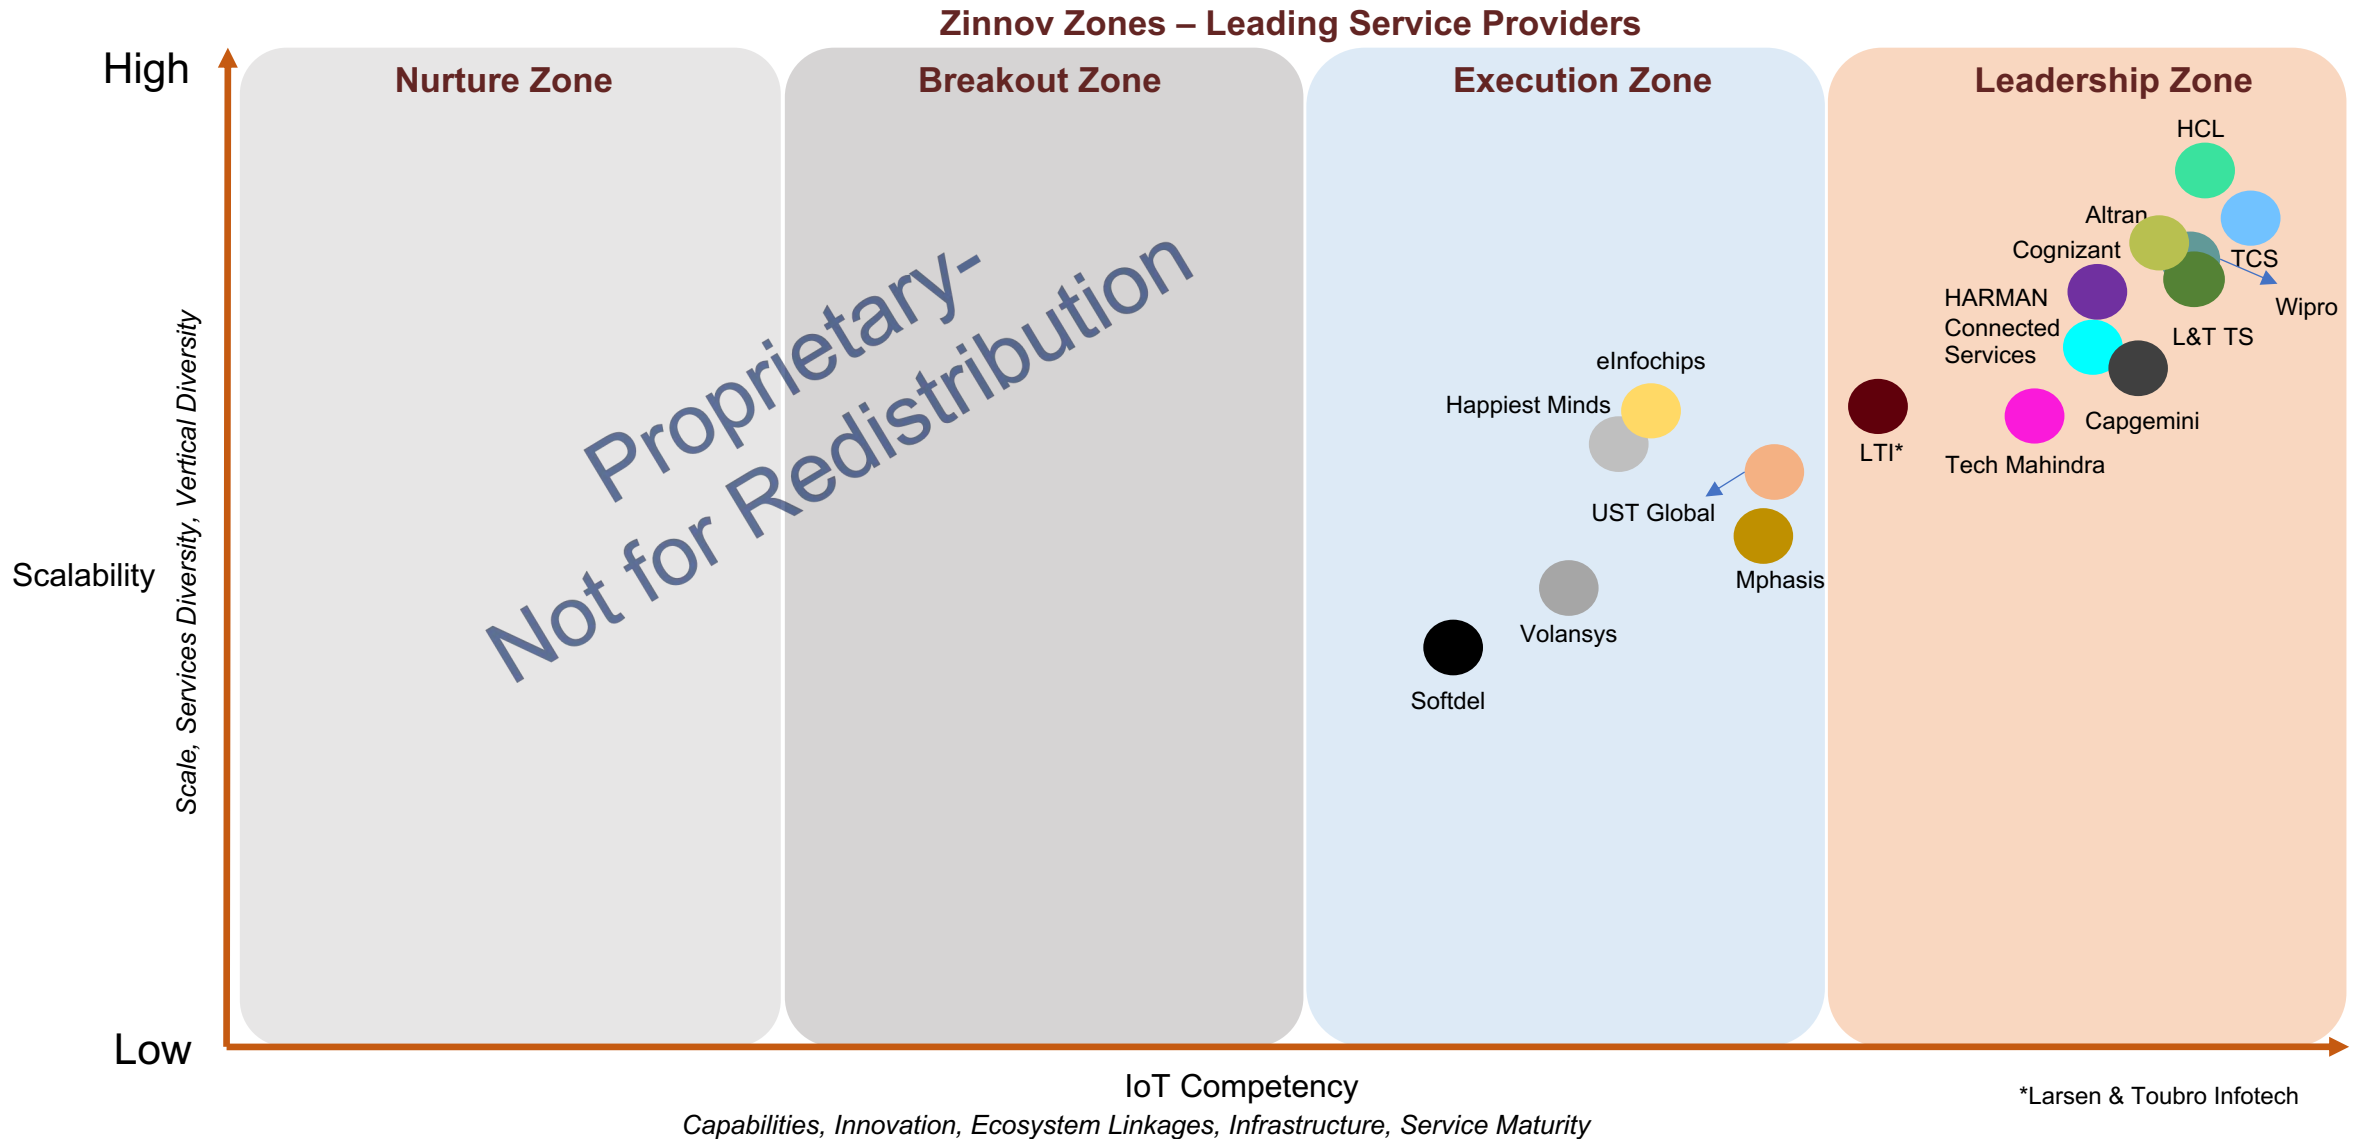 Zinnov Zones – Leading Service Providers
High
Nurture Zone
Breakout Zone
Execution Zone
Leadership Zone
HCL
Altran
Cognizant
TCS
HARMAN
Connected
Services
Wipro
L&T TS
eInfochips
Happiest Minds
Capgemini
LTI*
Tech Mahindra
UST Global
Mphasis
Volansys
Softdel
Proprietary-
Not for Redistribution
Scalability
Scale, Services Diversity, Vertical Diversity
Low
IoT Competency
Capabilities, Innovation, Ecosystem Linkages, Infrastructure, Service Maturity
*Larsen & Toubro Infotech